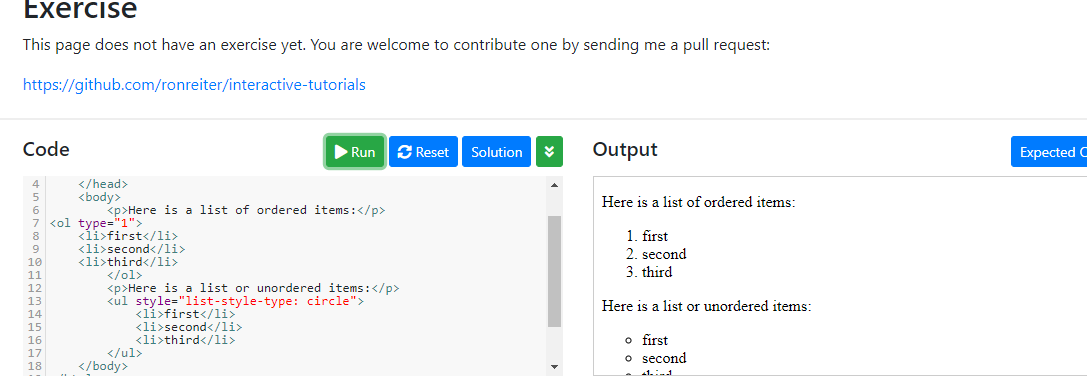 Exercise
This page does not have an exercise yet. You are welcome to contribute one by sending me a pull request:
https://github.com/ronreiter/interactive-tutorials
Code
Run
Reset
Solution
4     </head>
5     <body>
6         <p>Here is a list of ordered items:</p>
7 <ol type="1">
8     <li>first</li>
9     <li>second</li>
10     <li>third</li>
11         </ol>
12         <p>Here is a list or unordered items:</p>
13         <ul style="list-style-type: circle">
14             <li>first</li>
15             <li>second</li>
16             <li>third</li>
17         </ul>
18     </body>
Output
Expected
Here is a list of ordered items:
1. first
2. second
3. third
Here is a list or unordered items:
first
second
third